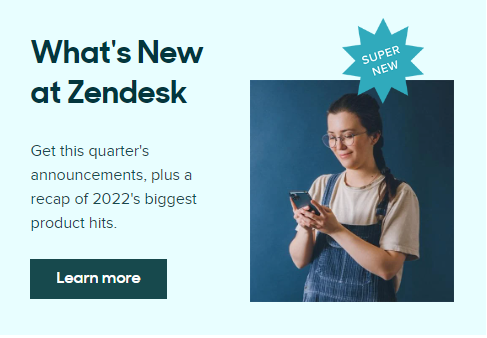 What's New
at Zendesk
SUPER
NEW
Get this quarter's
announcements, plus a
recap of 2022's biggest
product hits.
Learn more